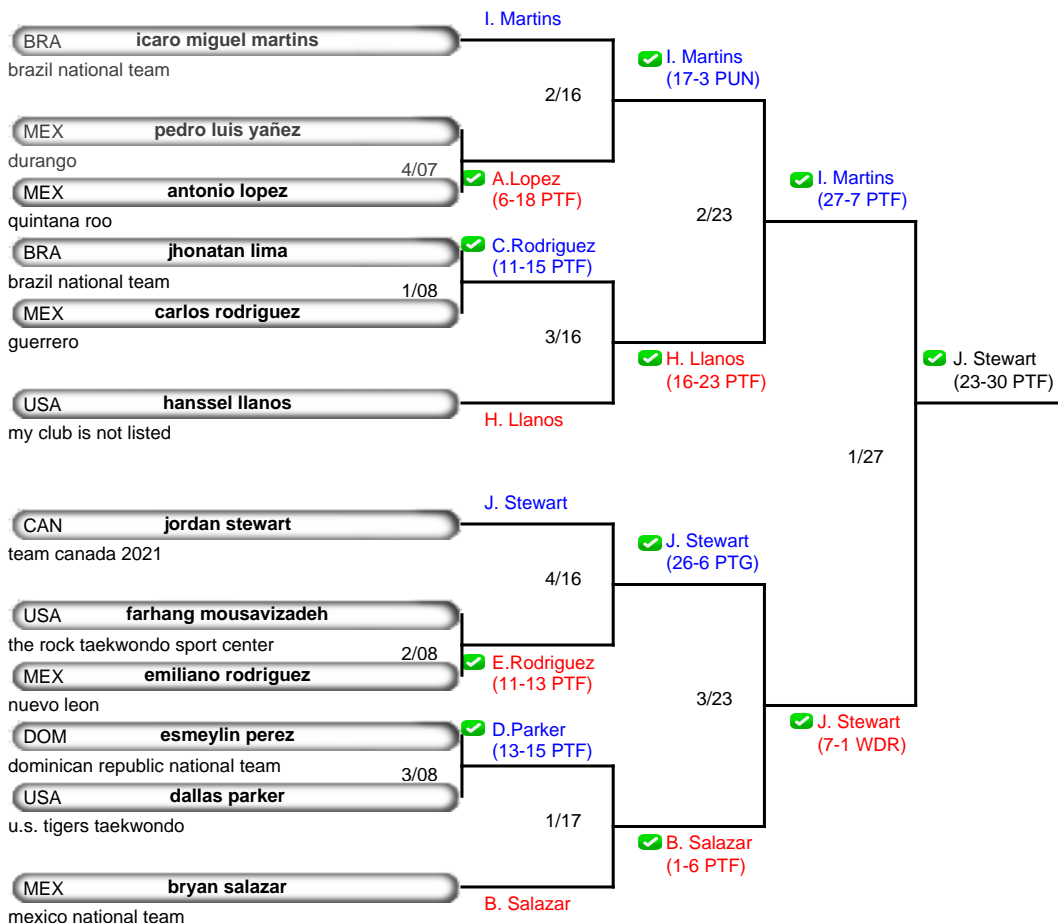 I. Martins
BRA icaro miguel martins
brazil national team
I. Martins
(17-3 PUN)
2/16
MEX pedro luis yañez
durango
4/07
MEX antonio lopez
quintana roo
A.Lopez
(6-18 PTF)
I. Martins
(27-7 PTF)
2/23
BRA jhonatan lima
brazil national team
C.Rodriguez
(11-15 PTF)
1/08
MEX carlos rodriguez
guerrero
3/16
H. Llanos
(16-23 PTF)
USA hanssel llanos
my club is not listed
H. Llanos
J. Stewart
(23-30 PTF)
1/27
J. Stewart
CAN jordan stewart
team canada 2021
J. Stewart
(26-6 PTG)
4/16
USA farhang mousavizadeh
the rock taekwondo sport center
2/08
MEX emiliano rodriguez
nuevo leon
E.Rodriguez
(11-13 PTF)
3/23
J. Stewart
(7-1 WDR)
DOM esmeylin perez
dominican republic national team
D.Parker
(13-15 PTF)
3/08
USA dallas parker
u.s. tigers taekwondo
1/17
B. Salazar
(1-6 PTF)
MEX bryan salazar
mexico national team
B. Salazar